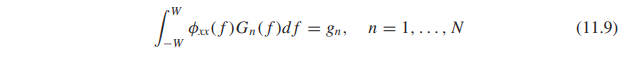 ∫_{-W}^{W} ϕ_{xx}(f)G_n(f)df = g_n,   n = 1, . . . , N   (11.9)